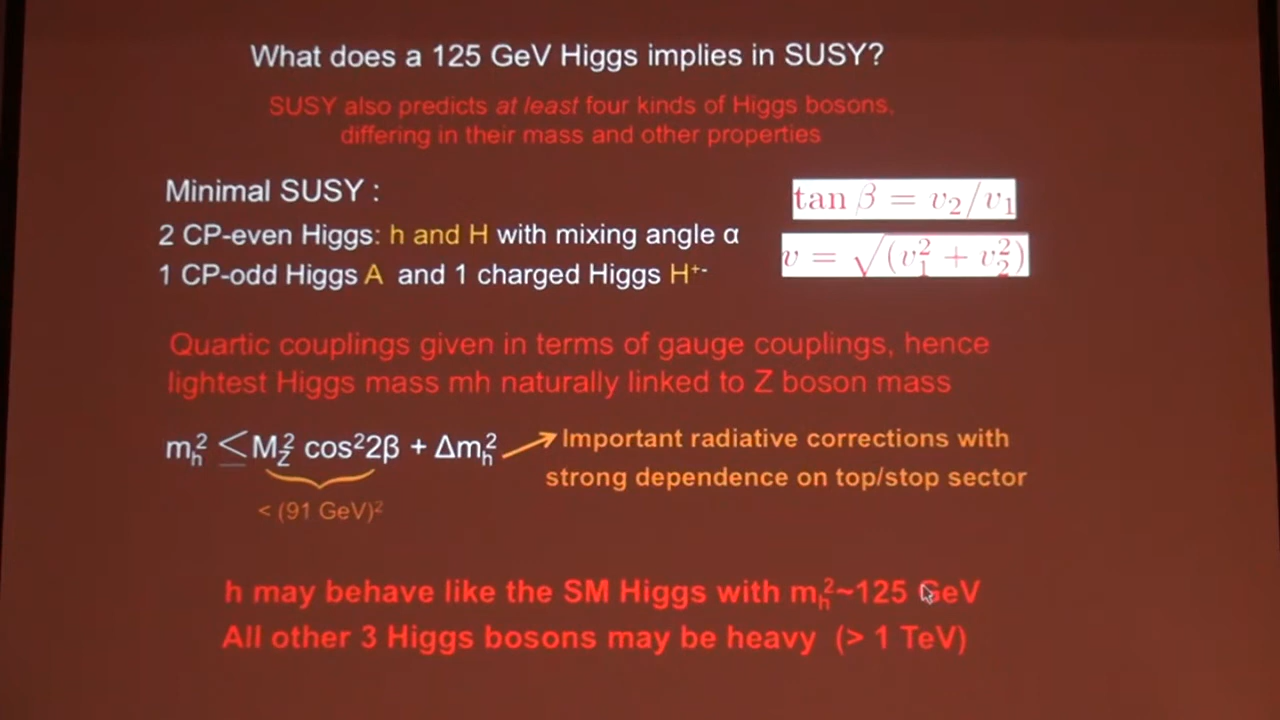 What does a 125 GeV Higgs implies in SUSY?
SUSY also predicts at least four kinds of Higgs bosons,
differing in their mass and other properties
Minimal SUSY :
2 CP-even Higgs: h and H with mixing angle α
1 CP-odd Higgs A and 1 charged Higgs H⁺⁻
tan β = v₂/v₁
v = √(v₁² + v₂²)
Quartic couplings given in terms of gauge couplings, hence
lightest Higgs mass mh naturally linked to Z boson mass
mₕ² ≤ M_Z² cos²2β + Δmₕ²
Important radiative corrections with
strong dependence on top/stop sector
< (91 GeV)²
h may behave like the SM Higgs with mₕ²~125 GeV
All other 3 Higgs bosons may be heavy (> 1 TeV)